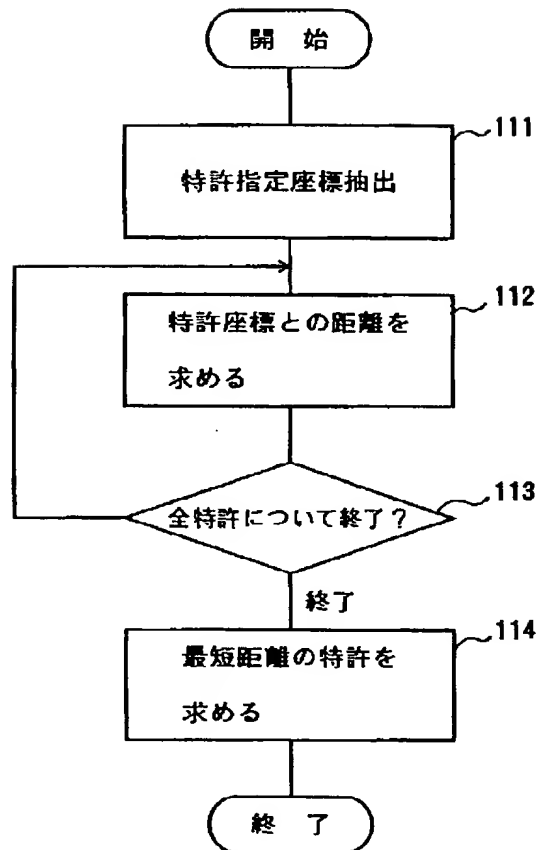 開 始
111
特許指定座標抽出
112
特許座標との距離を
求める
113
全特許について終了?
終了
114
最短距離の特許を
求める
終 了